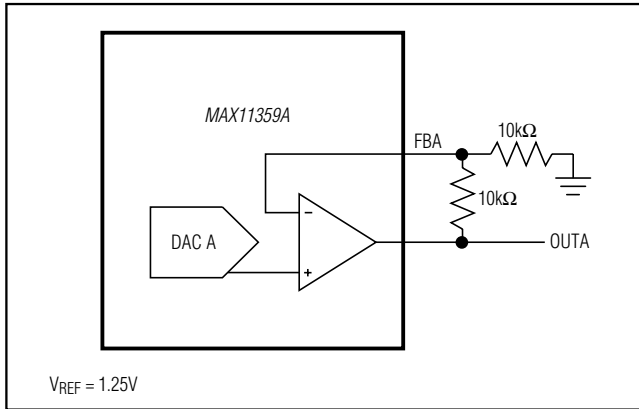 MAX11359A
FBA
10kΩ
10kΩ
DAC A
−
+
OUTA
VREF = 1.25V